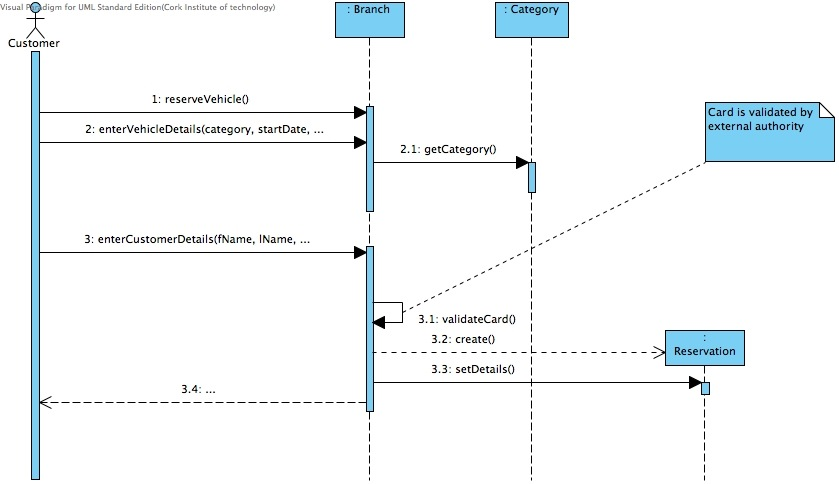 Visual Paradigm for UML Standard Edition(Cork Institute of technology)
Customer
: Branch
: Category
1: reserveVehicle()
2: enterVehicleDetails(category, startDate, ...
2.1: getCategory()
Card is validated by
external authority
3: enterCustomerDetails(fName, lName, ...
3.1: validateCard()
3.2: create()
:
Reservation
3.3: setDetails()
3.4: ...